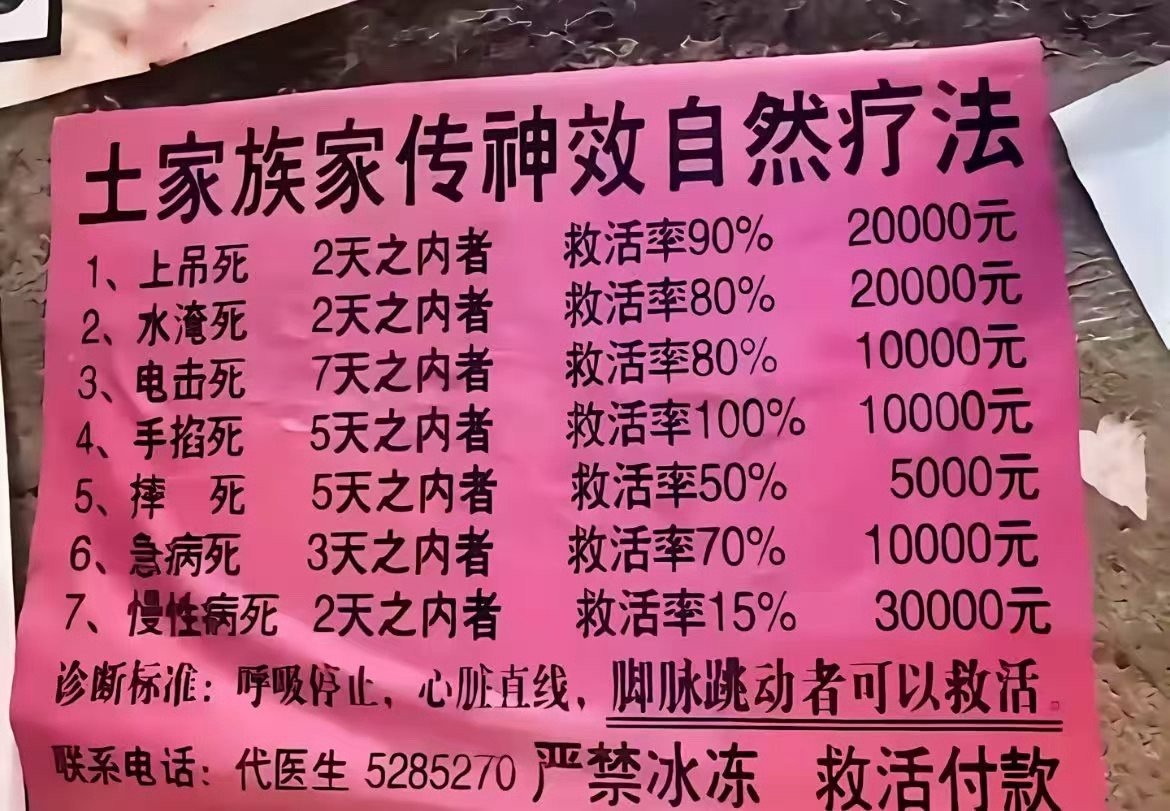 土家族家传神效自然疗法
1、上吊死 2天之内者 救活率90% 20000元
2、水淹死 2天之内者 救活率80% 20000元
3、电击死 7天之内者 救活率80% 10000元
4、手掐死 5天之内者 救活率100% 10000元
5、摔 死 5天之内者 救活率50% 5000元
6、急病死 3天之内者 救活率70% 10000元
7、慢性病死 2天之内者 救活率15% 30000元
诊断标准：呼吸停止，心脏直线，脚脉跳动者可以救活。
联系电话：代医生 5285270 严禁冰冻 救活付款